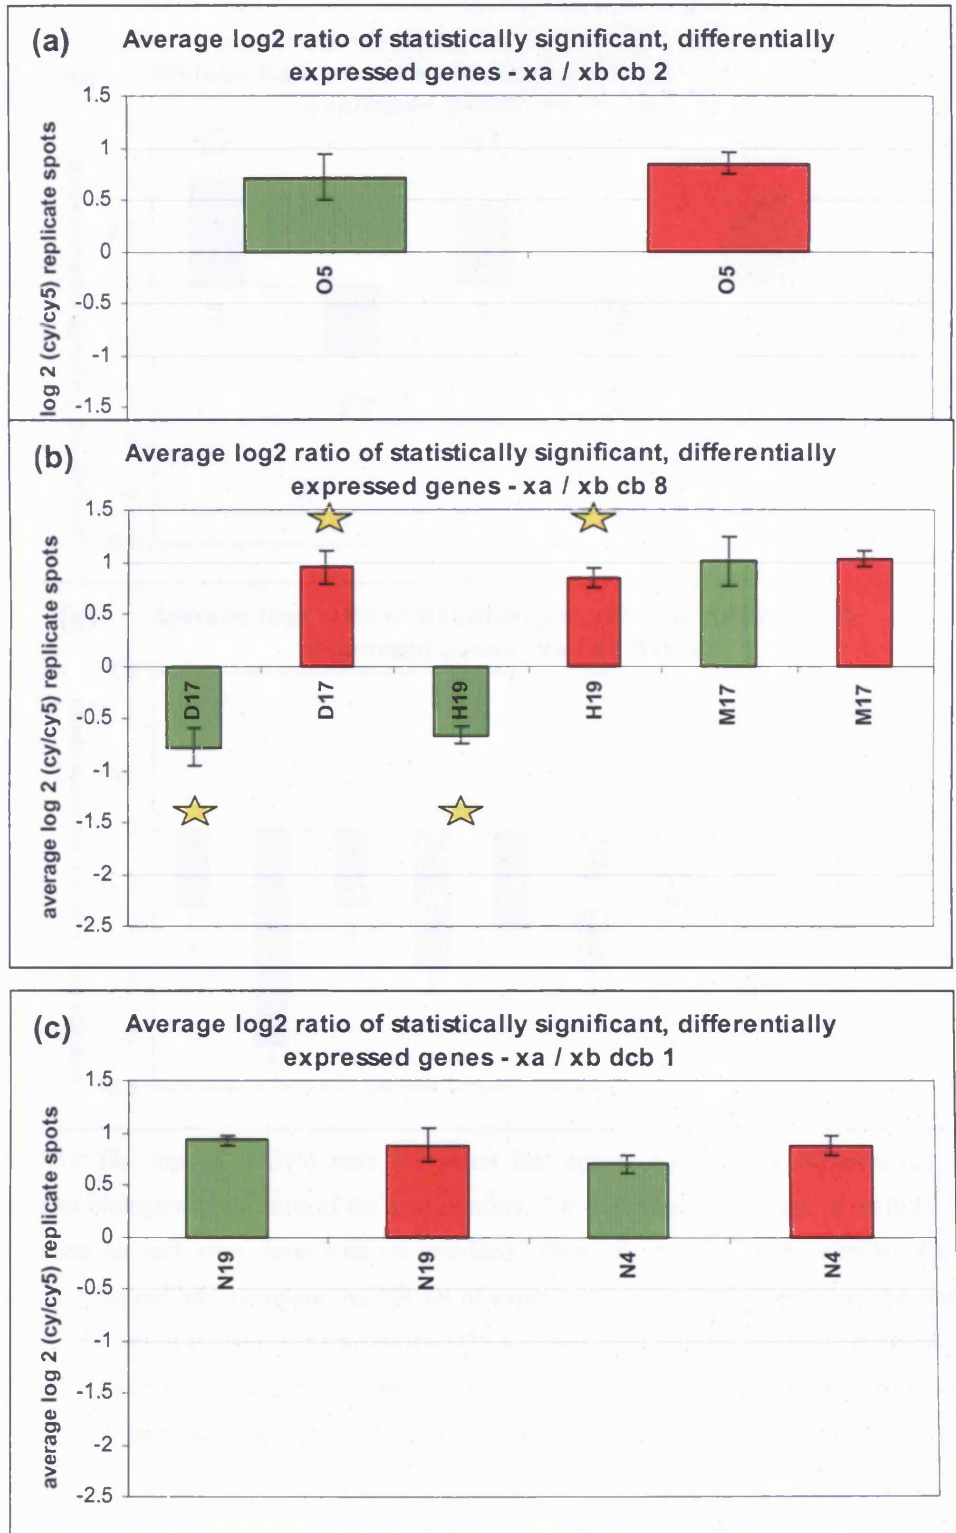 (a) Average log2 ratio of statistically significant, differentially
expressed genes - xa / xb cb 2
log 2 (cy/cy5) replicate spots
1.5
1
0.5
0
-0.5
-1
-1.5
O5
O5
(b) Average log2 ratio of statistically significant, differentially
expressed genes - xa / xb cb 8
average log 2 (cy/cy5) replicate spots
1.5
1
0.5
0
-0.5
-1
-1.5
-2
-2.5
D17
D17
H19
H19
M17
M17
(c) Average log2 ratio of statistically significant, differentially
expressed genes - xa / xb dcb 1
average log 2 (cy/cy5) replicate spots
1.5
1
0.5
0
-0.5
-1
-1.5
-2
-2.5
N19
N19
N4
N4